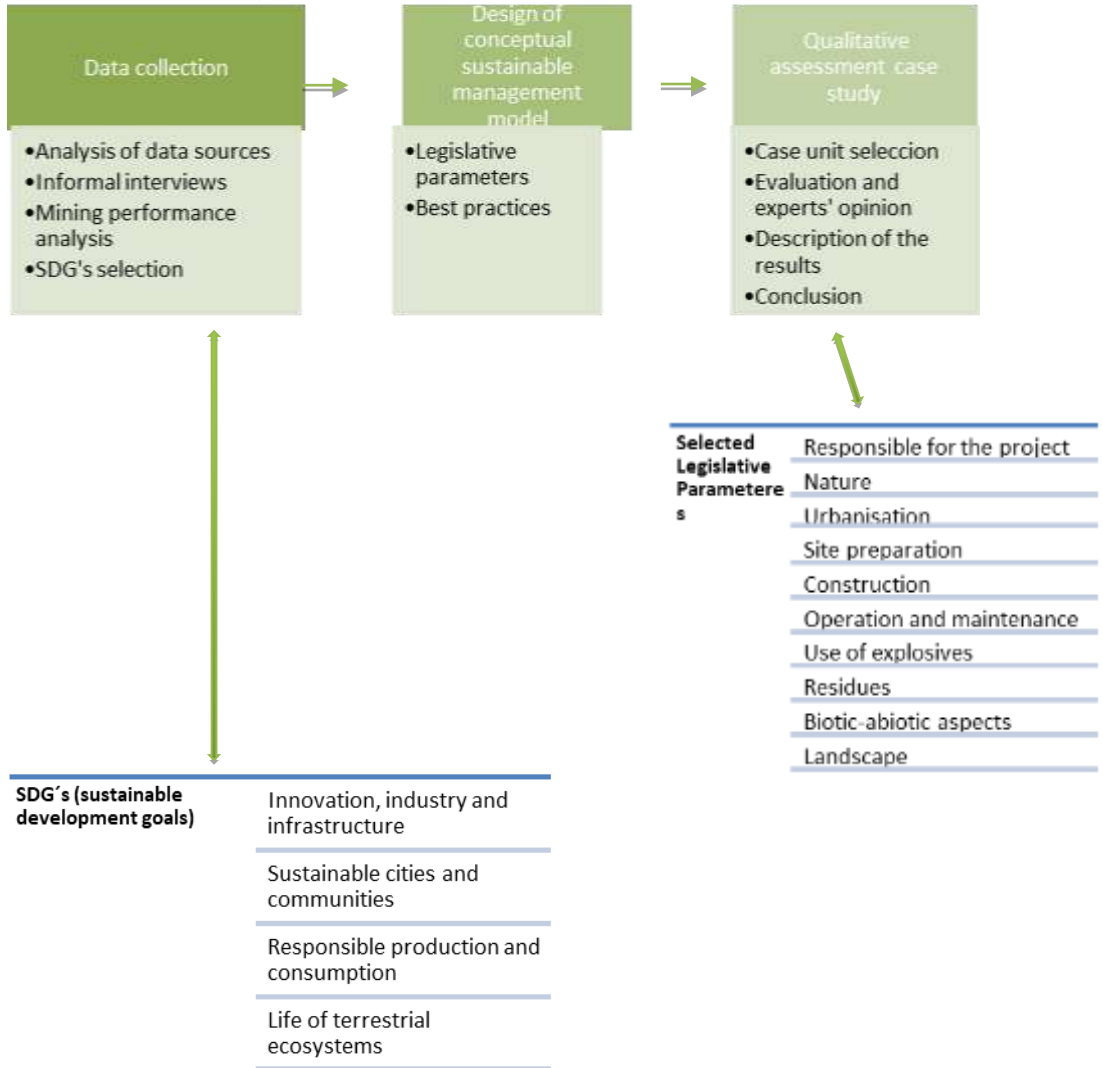 Data collection
•Analysis of data sources
•Informal interviews
•Mining performance
analysis
•SDG's selection
Design of
conceptual
sustainable
management
model
•Legislative
parameters
•Best practices
Qualitative
assessment case
study
•Case unit seleccion
•Evaluation and
experts' opinion
•Description of the
results
•Conclusion
Selected
Legislative
Parametere
s
Responsible for the project
Nature
Urbanisation
Site preparation
Construction
Operation and maintenance
Use of explosives
Residues
Biotic-abiotic aspects
Landscape
SDG´s (sustainable
development goals)
Innovation, industry and
infrastructure
Sustainable cities and
communities
Responsible production and
consumption
Life of terrestrial
ecosystems